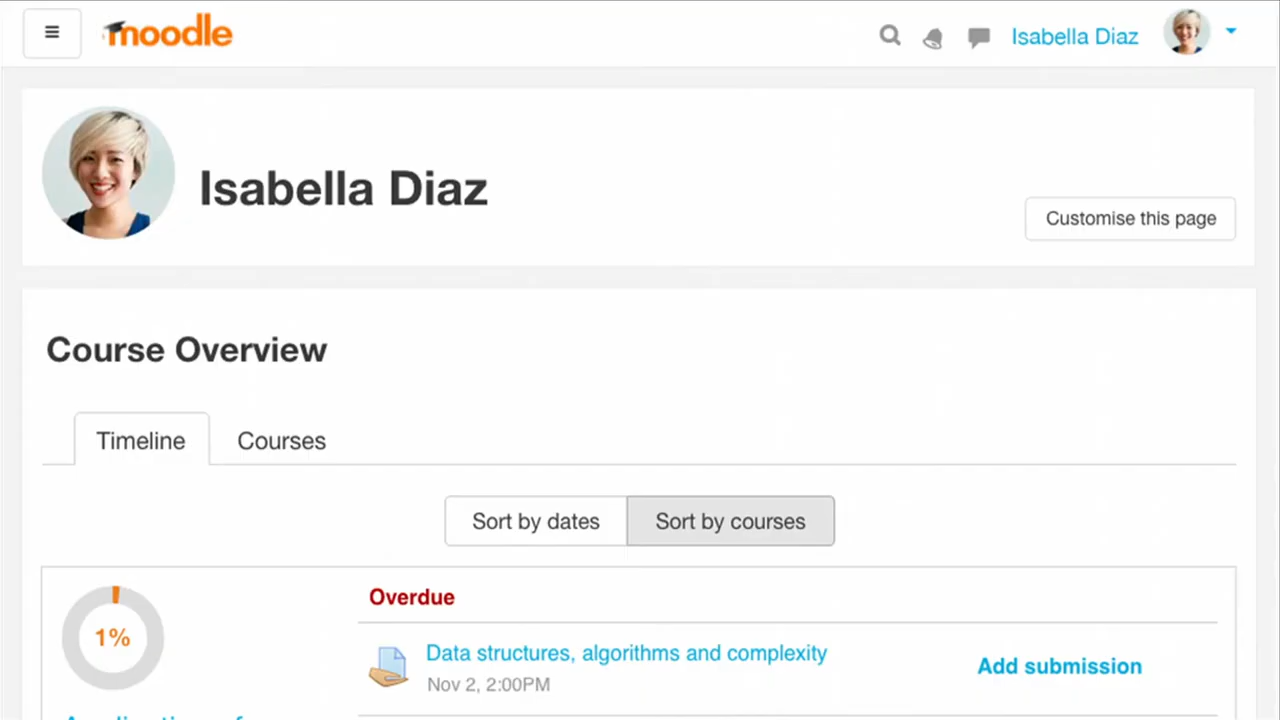 moodle
Isabella Diaz
Isabella Diaz
Customise this page
Course Overview
Timeline Courses
Sort by dates Sort by courses
1%
Overdue
Data structures, algorithms and complexity
Nov 2, 2:00PM
Add submission